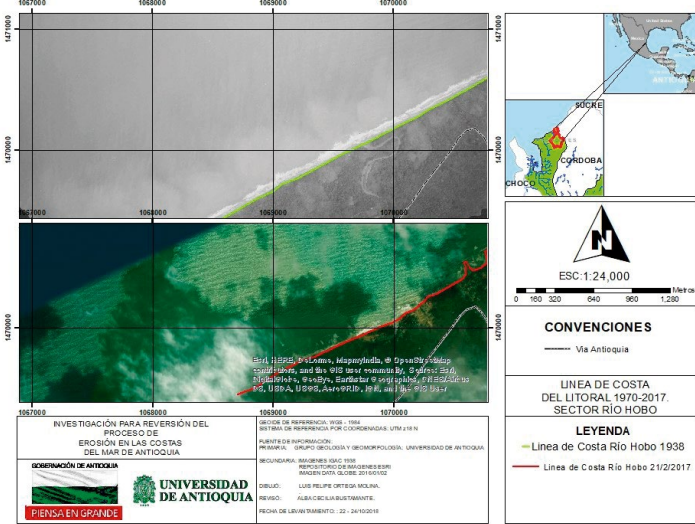 1067000 1068000 1069000 1070000
1471000
1471000
1470000
1470000
1067000 1068000 1069000 1070000
1470000
1470000
Esri, HERE, DeLorme, MapmyIndia, © OpenStreetMap
contributors, and the GIS user community, Source: Esri,
DigitalGlobe, GeoEye, Earthstar Geographics, CNES/Airbus
DS, USDA, USGS, AeroGRID, IGN, and the GIS User
1067000 1068000 1069000 1070000
United States
Mexico
SUCRE
CORDOBA
CHOCO
N
ESC:1:24,000
Metros
0 160 320 640 960 1,280
CONVENCIONES
Via Antioquia
LINEA DE COSTA
DEL LITORAL 1970-2017.
SECTOR RÍO HOBO
LEYENDA
Linea de Costa Río Hobo 1938
Linea de Costa Río Hobo 21/2/2017
INVESTIGACIÓN PARA REVERSIÓN DEL
PROCESO DE
EROSIÓN EN LAS COSTAS
DEL MAR DE ANTIOQUIA
GOBERNACIÓN DE ANTIOQUIA
PIENSA EN GRANDE
UNIVERSIDAD
DE ANTIOQUIA
GEOIDE DE REFERENCIA: WGS - 1984
SISTEMA DE REFERENCIA POR COORDENADAS: UTM z18 N
FUENTE DE INFORMACIÓN:
PRIMARIA: GRUPO GEOLOGÍA Y GEOMORFOLOGÍA; UNIVERSIDAD DE ANTIOQUIA
SECUNDARIA: IMAGENES IGAC 1938
REPOSITORIO DE IMAGENES ESRI
IMAGEN DATA GLOBE 2016/01/02
DIBUJO: LUIS FELIPE ORTEGA MOLINA.
REVISO: ALBA CECILIA BUSTAMANTE.
FECHA DE LEVANTAMIENTO: : 22 - 24/10/2018